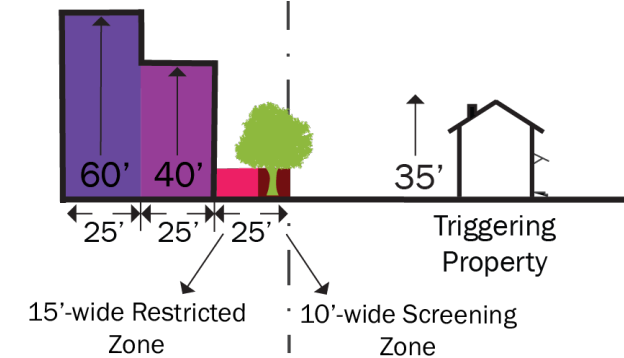 60’
40’
35’
25’
25’
25’
Triggering
Property
15’-wide Restricted
Zone
10’-wide Screening
Zone